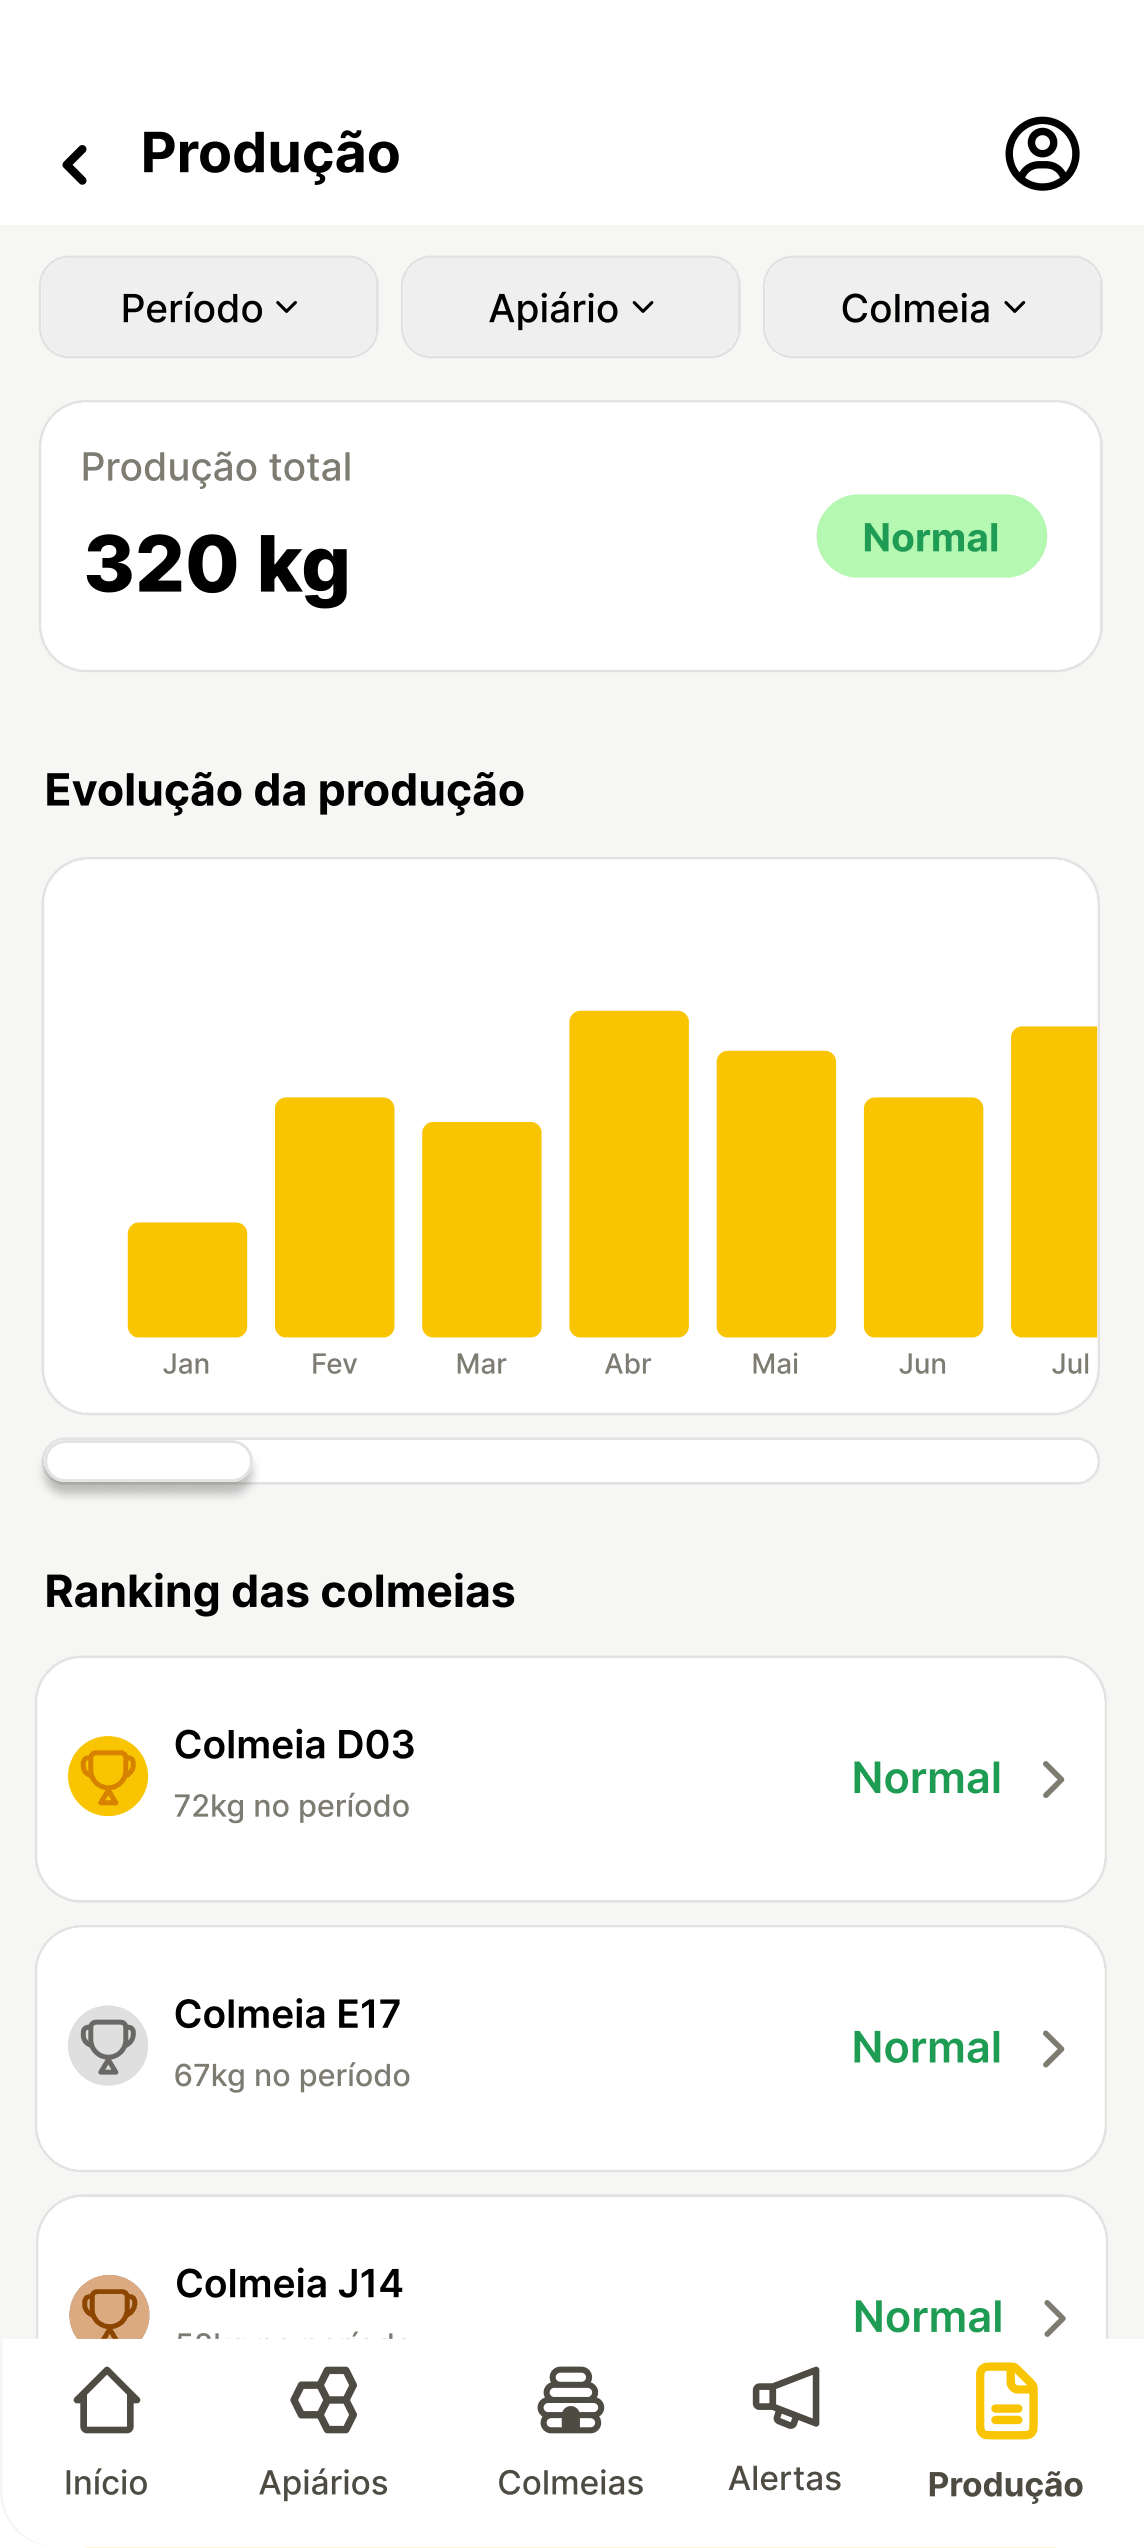 Produção
Período
Apiário
Colmeia
Produção total
320 kg
Normal
Evolução da produção
Jan Fev Mar Abr Mai Jun Jul
Ranking das colmeias
Colmeia D03
72kg no período
Normal
Colmeia E17
67kg no período
Normal
Colmeia J14
Normal
Início
Apiários
Colmeias
Alertas
Produção